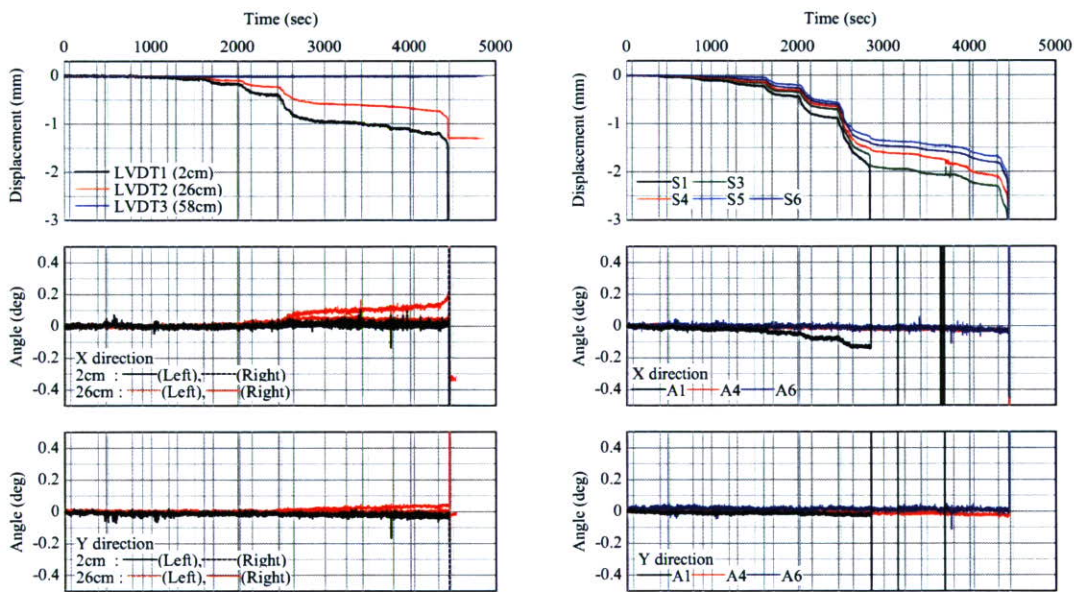 Time (sec)
0 1000 2000 3000 4000 5000
Displacement (mm)
0
-1
-2
-3
LVDT1 (2cm)
LVDT2 (26cm)
LVDT3 (58cm)
Angle (deg)
0.4
0.2
0
-0.2
-0.4
X direction
2cm : (Left), (Right)
26cm : (Left), (Right)
Angle (deg)
0.4
0.2
0
-0.2
-0.4
Y direction
2cm : (Left), (Right)
26cm : (Left), (Right)
Time (sec)
0 1000 2000 3000 4000 5000
Displacement (mm)
0
-1
-2
-3
S1 S3
S4 S5 S6
Angle (deg)
0.4
0.2
0
-0.2
-0.4
X direction
A1 A4 A6
Angle (deg)
0.4
0.2
0
-0.2
-0.4
Y direction
A1 A4 A6